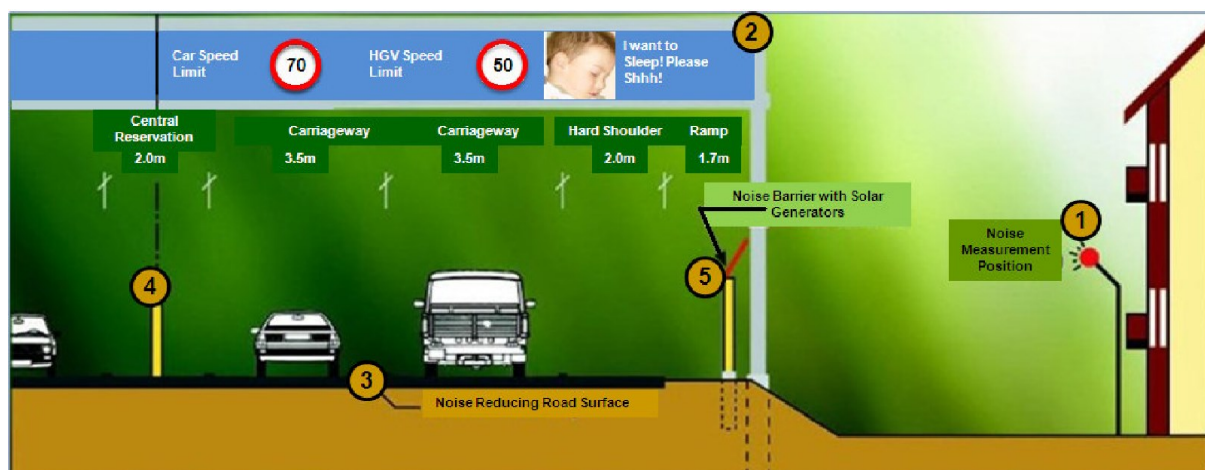 Car Speed
Limit
70
HGV Speed
Limit
50
I want to
Sleep! Please
Shhh!
2
Central
Reservation
2.0m
Carriageway
3.5m
Carriageway
3.5m
Hard Shoulder
2.0m
Ramp
1.7m
Noise Barrier with Solar
Generators
1
Noise
Measurement
Position
4
5
3
Noise Reducing Road Surface